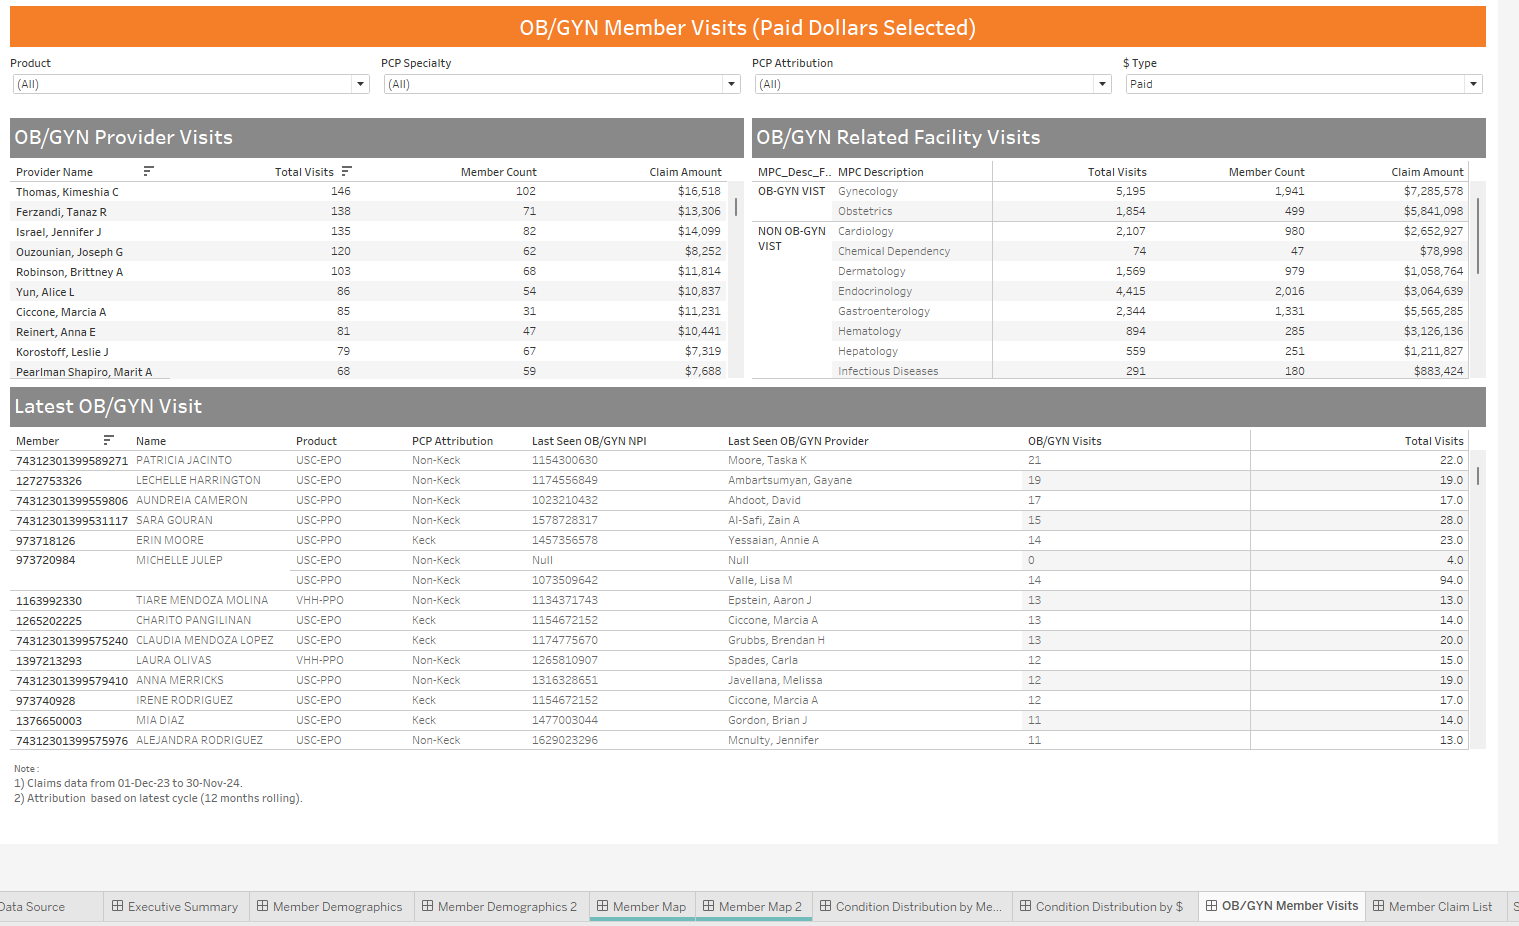 OB/GYN Member Visits (Paid Dollars Selected)
Product PCP Specialty PCP Attribution $ Type
(All) (All) (All) Paid
OB/GYN Provider Visits
Provider Name Total Visits Member Count Claim Amount
Thomas, Kimeshia C 146 102 $16,518
Ferzandi, Tanaz R 138 71 $13,306
Israel, Jennifer J 135 82 $14,099
Ouzounian, Joseph G 120 62 $8,252
Robinson, Brittney A 103 68 $11,814
Yun, Alice L 86 54 $10,837
Ciccone, Marcia A 85 31 $11,231
Reinert, Anna E 81 47 $10,441
Korostoff, Leslie J 79 67 $7,319
Pearlman Shapiro, Marit A 68 59 $7,688
OB/GYN Related Facility Visits
MPC_Desc_F.. MPC Description Total Visits Member Count Claim Amount
OB-GYN VIST Gynecology 5,195 1,941 $7,285,578
Obstetrics 1,854 499 $5,841,098
NON OB-GYN Cardiology 2,107 980 $2,652,927
VIST Chemical Dependency 74 47 $78,998
Dermatology 1,569 979 $1,058,764
Endocrinology 4,415 2,016 $3,064,639
Gastroenterology 2,344 1,331 $5,565,285
Hematology 894 285 $3,126,136
Hepatology 559 251 $1,211,827
Infectious Diseases 291 180 $883,424
Latest OB/GYN Visit
Member Name Product PCP Attribution Last Seen OB/GYN NPI Last Seen OB/GYN Provider OB/GYN Visits Total Visits
74312301399589271 PATRICIA JACINTO USC-EPO Non-Keck 1154300630 Moore, Taska K 21 22.0
1272753326 LECHELLE HARRINGTON USC-EPO Non-Keck 1174556849 Ambartsumyan, Gayane 19 19.0
74312301399559806 AUNDREIA CAMERON USC-PPO Non-Keck 1023210432 Ahdoot, David 17 17.0
74312301399531117 SARA GOURAN USC-PPO Non-Keck 1578728317 Al-Safi, Zain A 15 28.0
973718126 ERIN MOORE USC-PPO Keck 1457356578 Yessaian, Annie A 14 23.0
973720984 MICHELLE JULEP USC-EPO Non-Keck Null Null 0 4.0
USC-PPO Non-Keck 1073509642 Valle, Lisa M 14 94.0
1163992330 TIARE MENDOZA MOLINA VHH-PPO Non-Keck 1134371743 Epstein, Aaron J 13 13.0
1265202225 CHARITO PANGILINAN USC-EPO Keck 1154672152 Ciccone, Marcia A 13 14.0
74312301399575240 CLAUDIA MENDOZA LOPEZ USC-EPO Keck 1174775670 Grubbs, Brendan H 13 20.0
1397213293 LAURA OLIVAS VHH-PPO Non-Keck 1265810907 Spades, Carla 12 15.0
74312301399579410 ANNA MERRICKS USC-PPO Non-Keck 1316328651 Javellana, Melissa 12 19.0
973740928 IRENE RODRIGUEZ USC-EPO Keck 1154672152 Ciccone, Marcia A 12 17.0
1376650003 MIA DIAZ USC-EPO Keck 1477003044 Gordon, Brian J 11 14.0
74312301399575976 ALEJANDRA RODRIGUEZ USC-EPO Non-Keck 1629023296 Mcnulty, Jennifer 11 13.0
Note :
1) Claims data from 01-Dec-23 to 30-Nov-24.
2) Attribution based on latest cycle (12 months rolling).
Data Source Executive Summary Member Demographics Member Demographics 2 Member Map Member Map 2 Condition Distribution by Me... Condition Distribution by $ OB/GYN Member Visits Member Claim List S